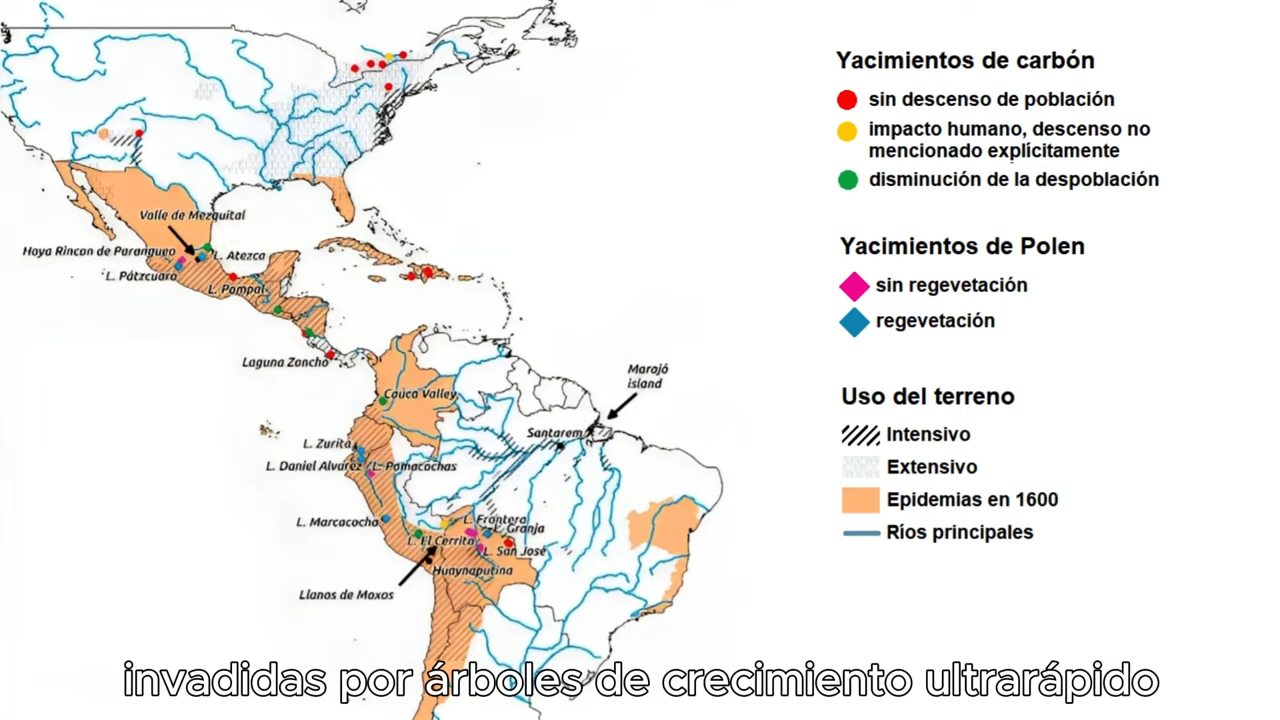 Yacimientos de carbón
sin descenso de población
impacto humano, descenso no
mencionado explícitamente
disminución de la despoblación
Yacimientos de Polen
sin regevetación
regevetación
Uso del terreno
Intensivo
Extensivo
Epidemias en 1600
Ríos principales
Valle de Mezquital
Hoya Rincon de Parangueo
L. Atezca
L. Pátzcuaro
L. Pompal
Laguna Zoncho
Cauca Valley
Marajó
island
Santarem
L. Zurita
L. Daniel Alvarez
L. Pomacochas
L. Marcacocha
L. Frontera
L. Granja
L. El Cerrito
L. San José
Huaynaputina
Llanos de Moxos
invadidas por árboles de crecimiento ultrarápido